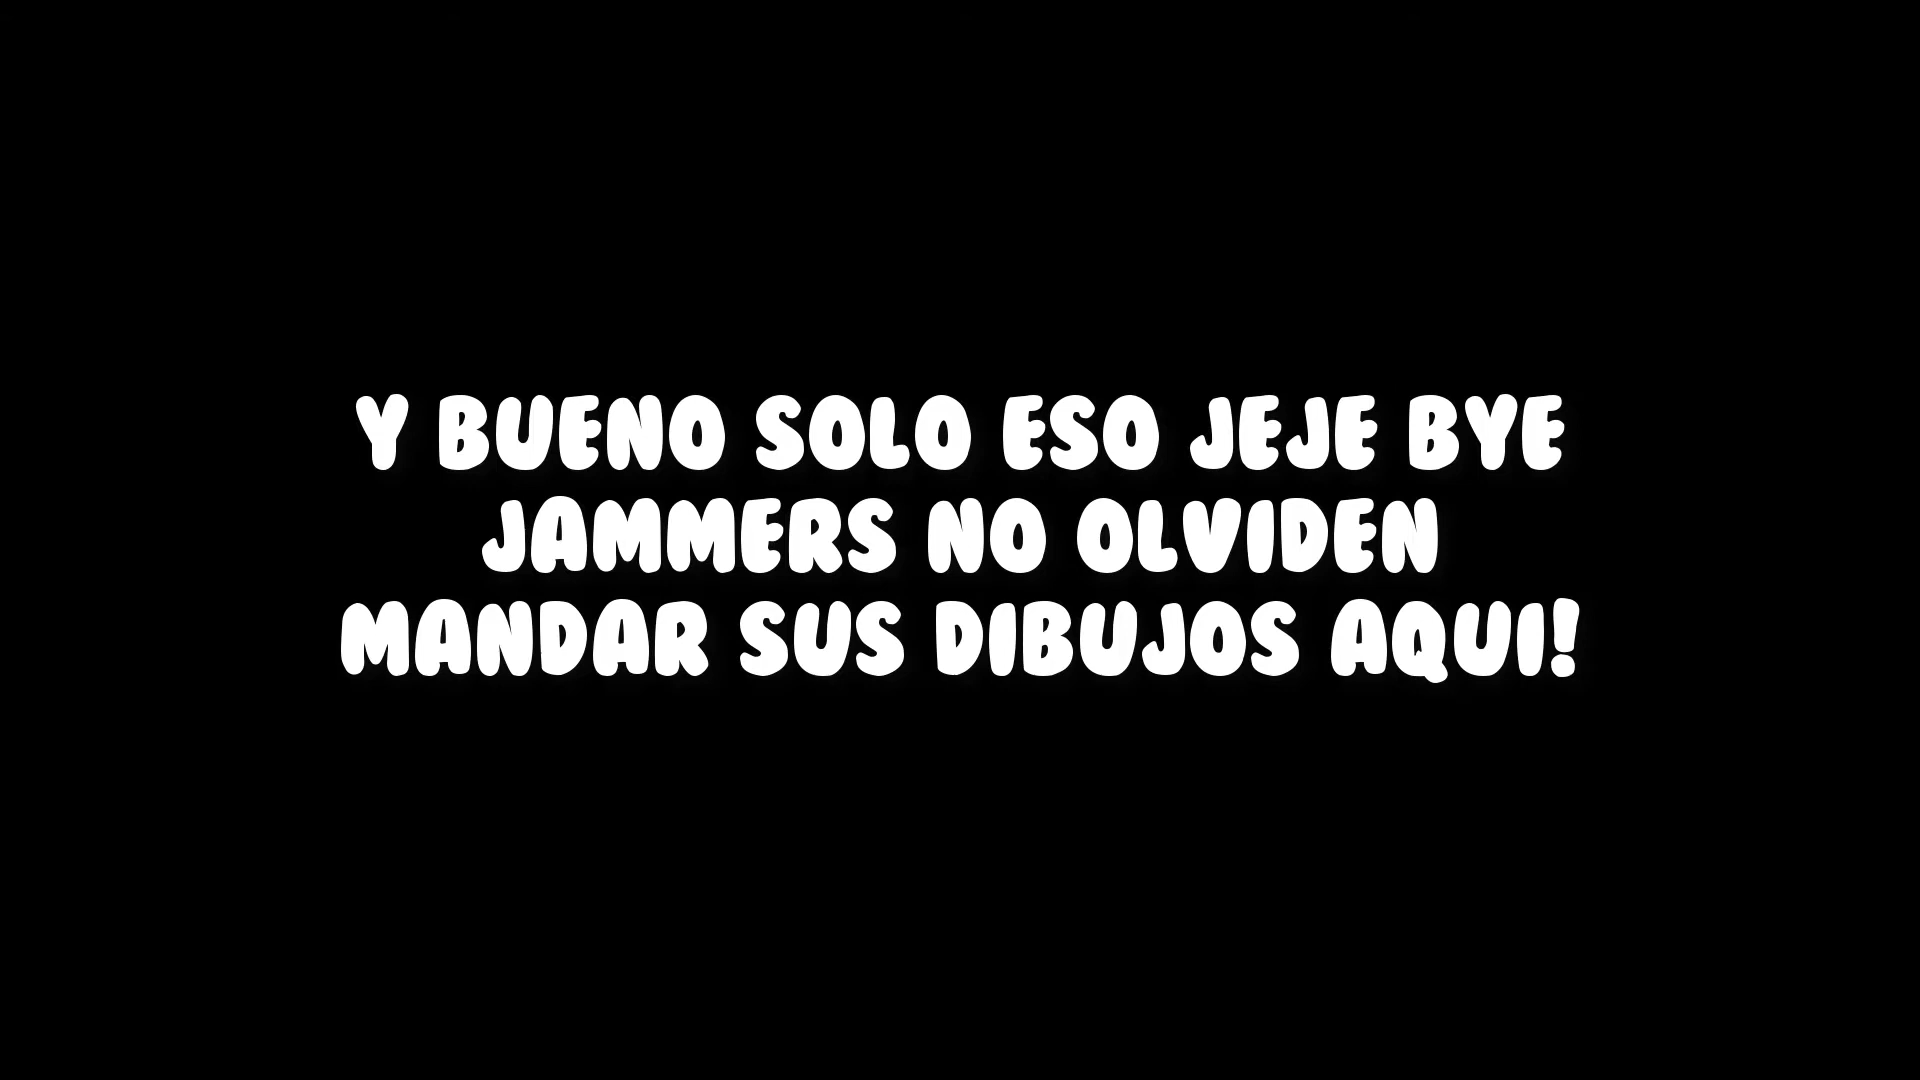 Y BUENO SOLO ESO JEJE BYE
JAMMERS NO OLVIDEN
MANDAR SUS DIBUJOS AQUI!